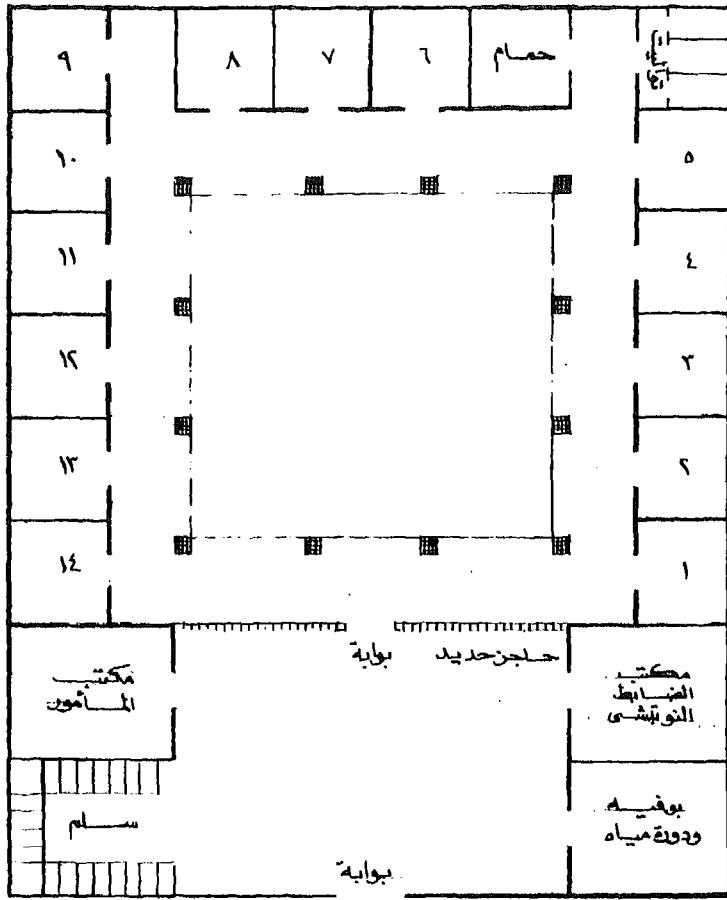 حمام
٦
٧
٨
٩
٥
١٠
٤
١١
٣
١٢
٢
١٣
١
١٤
حاجز حديد
بوابة
مكتب
الضابط
النوبتشى
مكتب
المأمون
بوفيه
ودورة مياه
سلم
بوابة